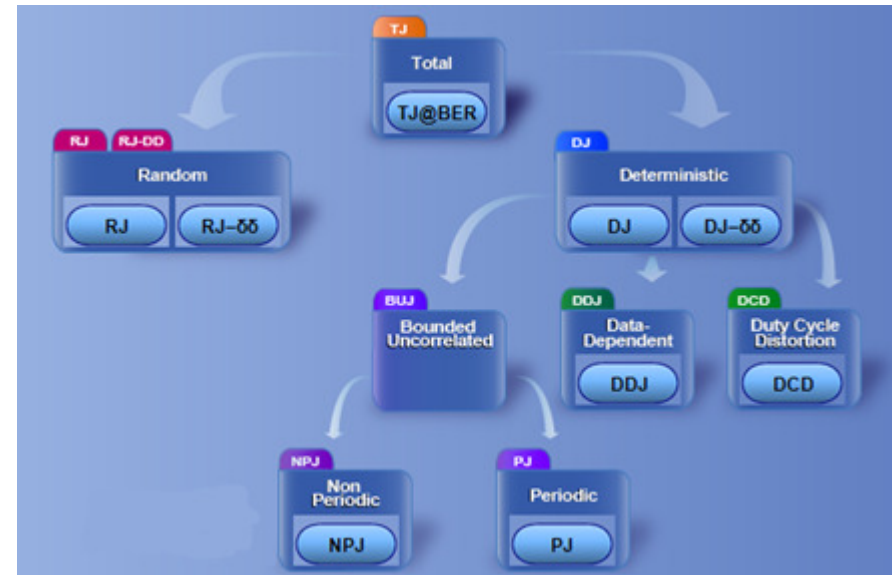 TJ
Total
TJ@BER
RJ RJ-DD
Random
RJ RJ-δδ
DJ
Deterministic
DJ DJ-δδ
BUJ
Bounded
Uncorrelated
DDJ
Data-
Dependent
DDJ
DCD
Duty Cycle
Distortion
DCD
NPJ
Non
Periodic
NPJ
PJ
Periodic
PJ